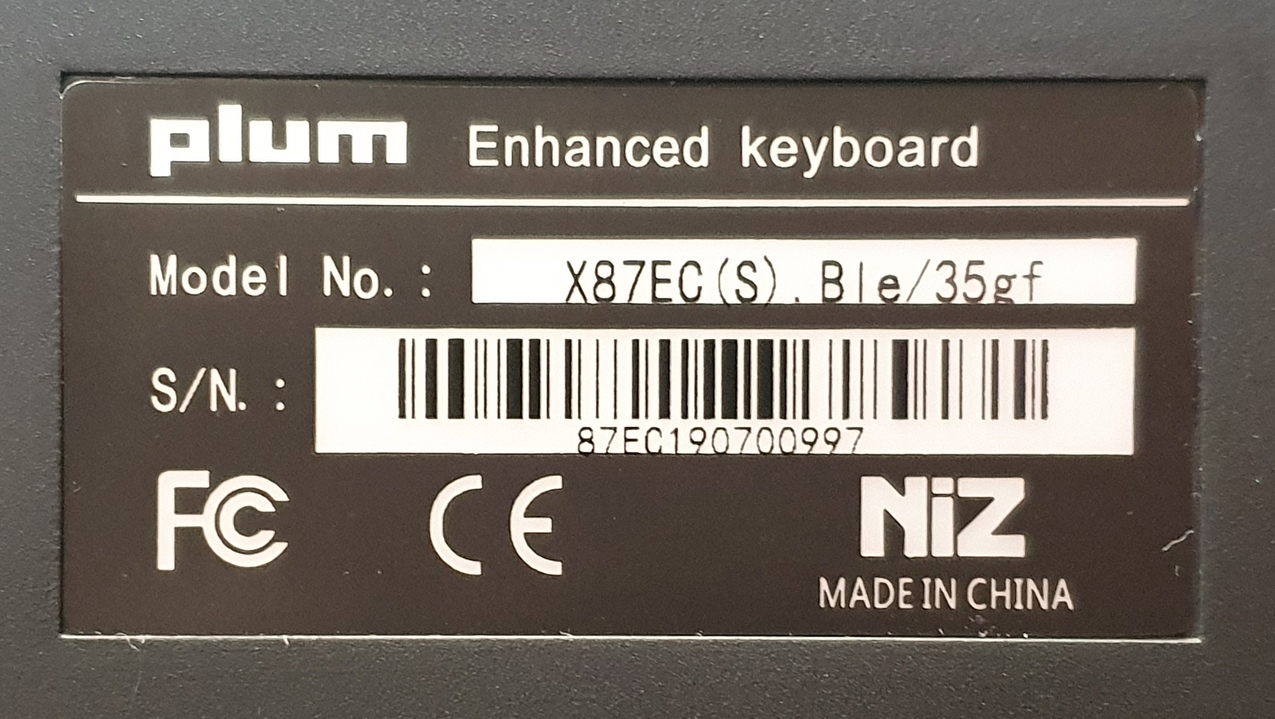 plum Enhanced keyboard
Model No.: X87EC(S).Ble/35gf
S/N.:
87EC190700997
FC CE NiZ
MADE IN CHINA